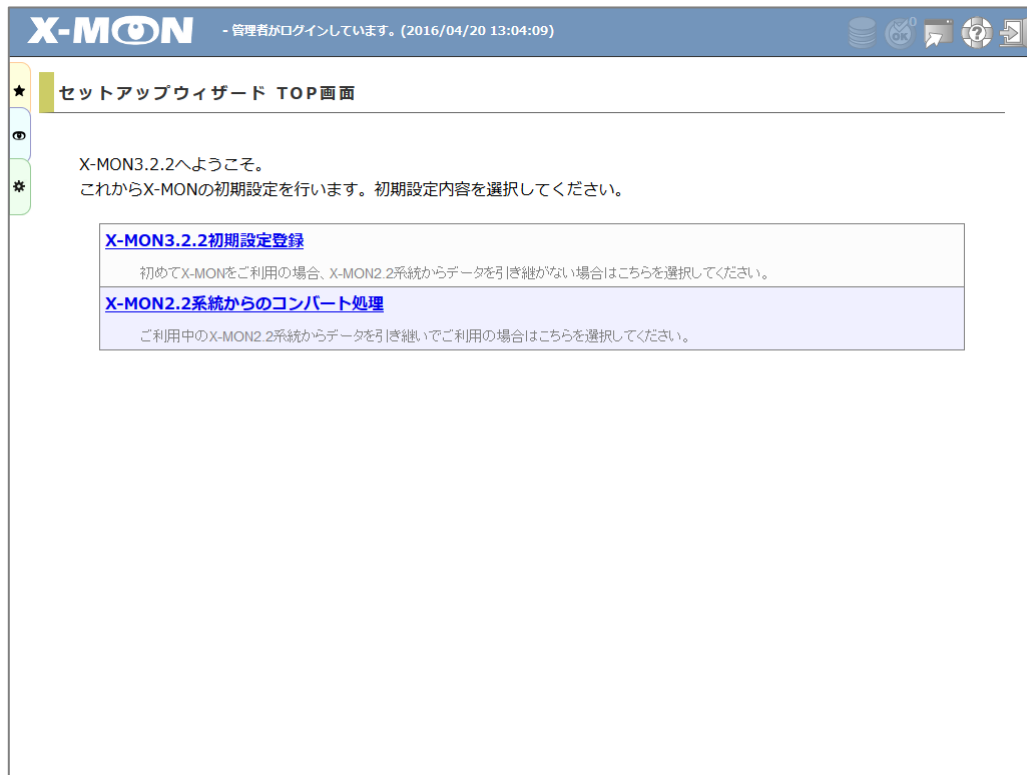 X-MON - 管理者がログインしています。(2016/04/20 13:04:09)
OK 0 ?
セットアップウィザード TOP画面
X-MON3.2.2へようこそ。
これからX-MONの初期設定を行います。初期設定内容を選択してください。
X-MON3.2.2初期設定登録
初めてX-MONをご利用の場合、X-MON2.2系統からデータを引き継がない場合はこちらを選択してください。
X-MON2.2系統からのコンバート処理
ご利用中のX-MON2.2系統からデータを引き継いでご利用の場合はこちらを選択してください。